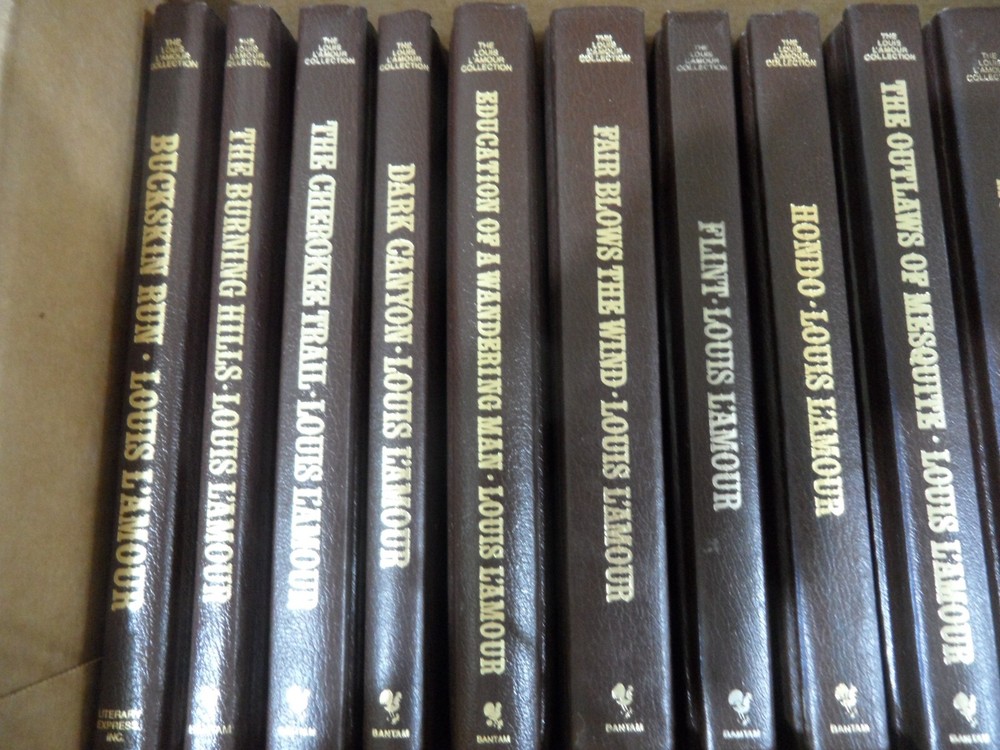 THE
LOUIS
L'AMOUR
COLLECTION
BUCKSKIN RUN · LOUIS L'AMOUR
LITERARY
EXPRESS,
INC.
THE
LOUIS
L'AMOUR
COLLECTION
THE BURNING HILLS · LOUIS L'AMOUR
BANTAM
THE
LOUIS
L'AMOUR
COLLECTION
THE CHEROKEE TRAIL · LOUIS L'AMOUR
BANTAM
THE
LOUIS
L'AMOUR
COLLECTION
DARK CANYON · LOUIS L'AMOUR
BANTAM
THE
LOUIS
L'AMOUR
COLLECTION
EDUCATION OF A WANDERING MAN · LOUIS L'AMOUR
BANTAM
THE
LOUIS
L'AMOUR
COLLECTION
FAIR BLOWS THE WIND · LOUIS L'AMOUR
BANTAM
THE
LOUIS
L'AMOUR
COLLECTION
FLINT · LOUIS L'AMOUR
BANTAM
THE
LOUIS
L'AMOUR
COLLECTION
HONDO · LOUIS L'AMOUR
BANTAM
THE
LOUIS
L'AMOUR
COLLECTION
THE OUTLAWS OF MESQUITE · LOUIS L'AMOUR
BANTAM
THE
LOUIS
L'AMOUR
COLLECTION